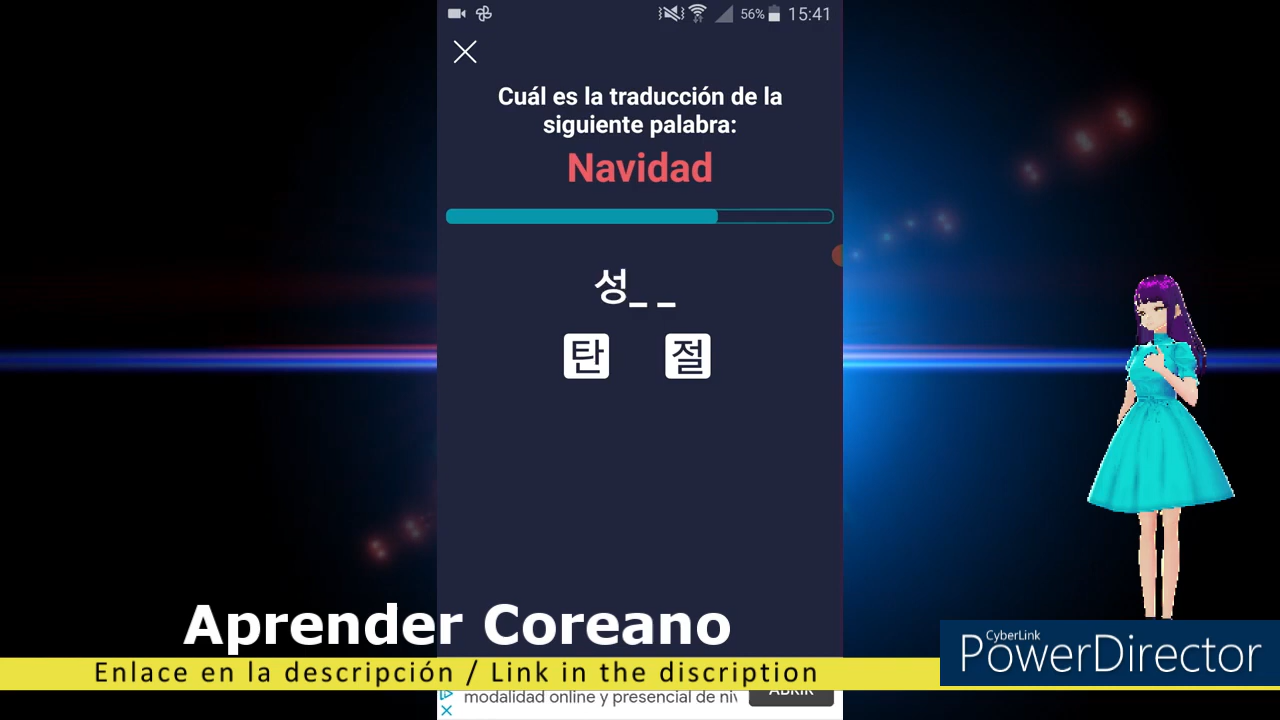 56% 15:41
Cuál es la traducción de la
siguiente palabra:
Navidad
성_ _
탄 절
Aprender Coreano
Enlace en la descripción / Link in the discription
CyberLink
PowerDirector
modalidad online y presencial de
ABRIR